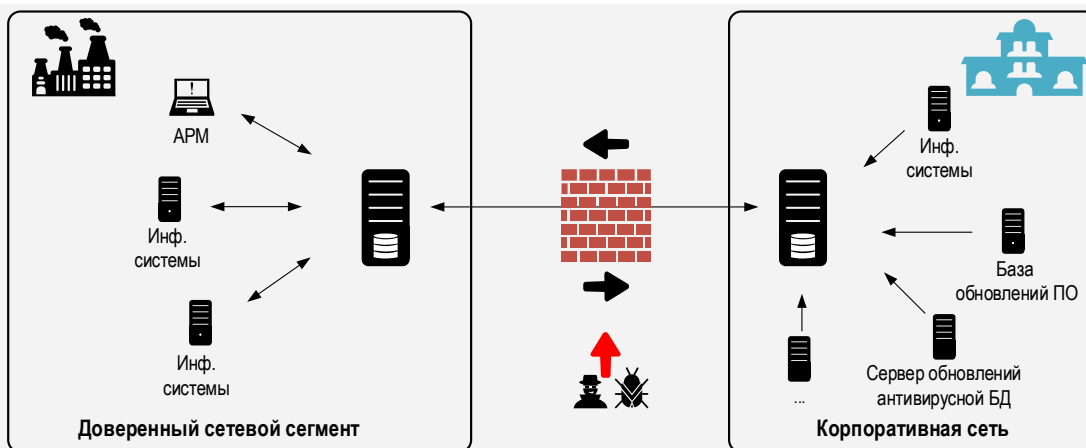 АРМ
Инф.
системы
Инф.
системы
Доверенный сетевой сегмент
Инф.
системы
База
обновлений ПО
Сервер обновлений
антивирусной БД
...
Корпоративная сеть